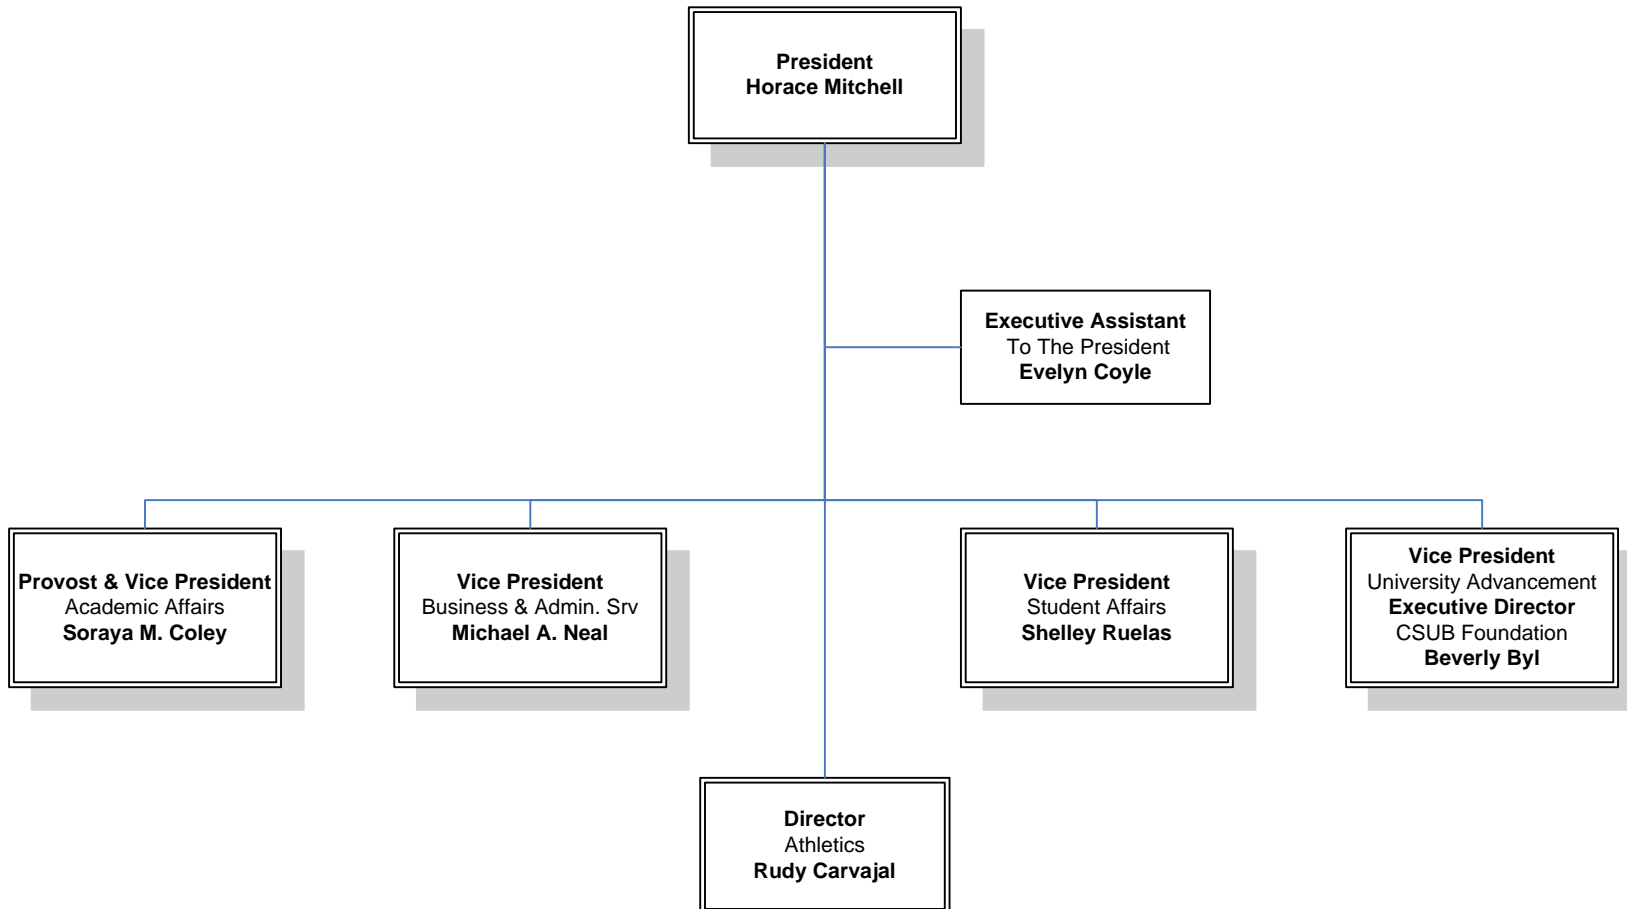 President
Horace Mitchell
Executive Assistant
To The President
Evelyn Coyle
Provost & Vice President
Academic Affairs
Soraya M. Coley
Vice President
Business & Admin. Srv
Michael A. Neal
Vice President
Student Affairs
Shelley Ruelas
Vice President
University Advancement
Executive Director
CSUB Foundation
Beverly Byl
Director
Athletics
Rudy Carvajal